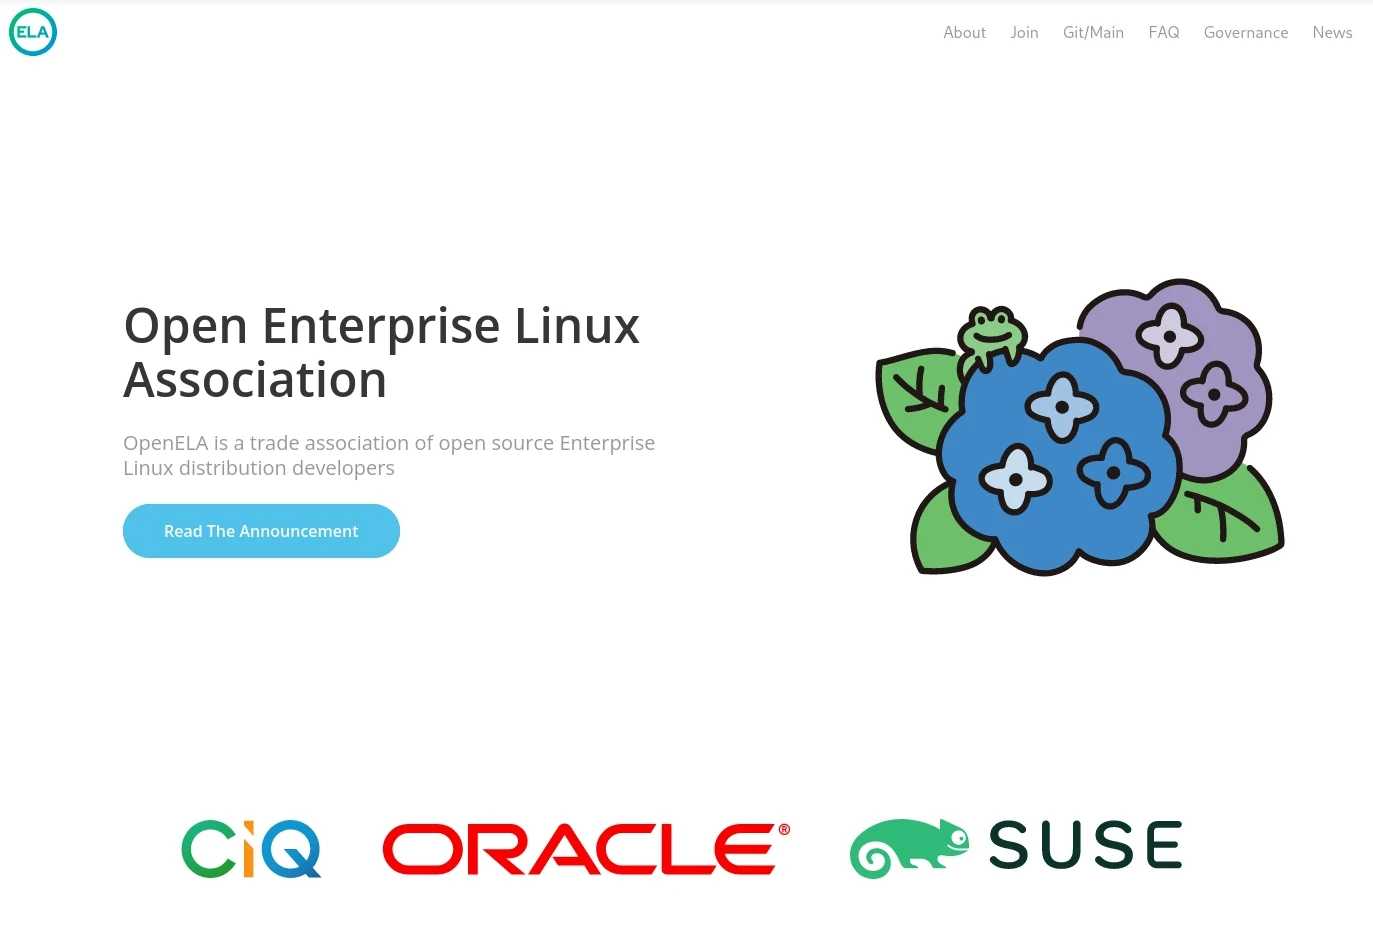 ELA
About Join Git/Main FAQ Governance News
Open Enterprise Linux
Association
OpenELA is a trade association of open source Enterprise
Linux distribution developers
Read The Announcement
CiQ ORACLE® SUSE